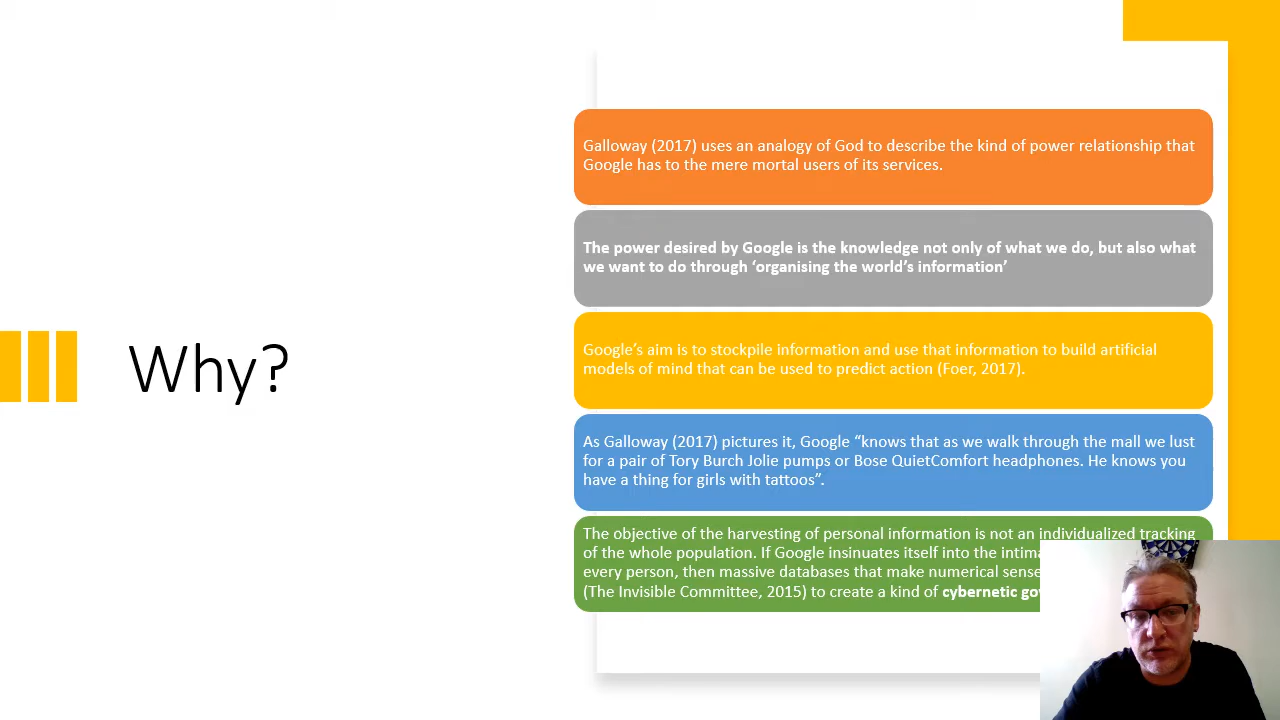 Why?
Galloway (2017) uses an analogy of God to describe the kind of power relationship that
Google has to the mere mortal users of its services.
The power desired by Google is the knowledge not only of what we do, but also what
we want to do through ‘organising the world’s information’
Google’s aim is to stockpile information and use that information to build artificial
models of mind that can be used to predict action (Foer, 2017).
As Galloway (2017) pictures it, Google “knows that as we walk through the mall we lust
for a pair of Tory Burch Jolie pumps or Bose QuietComfort headphones. He knows you
have a thing for girls with tattoos”.
The objective of the harvesting of personal information is not an individualized tracking
of the whole population. If Google insinuates itself into the
every person, then massive databases that make numerical sense
(The Invisible Committee, 2015) to create a kind of cybernetic